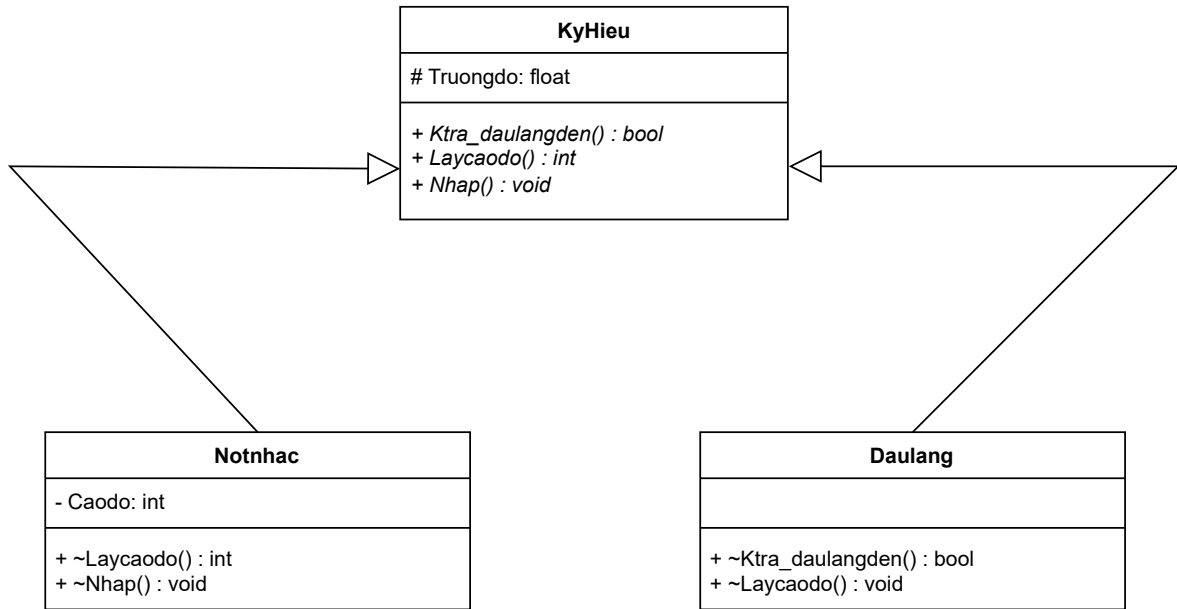 KyHieu
# Truongdo: float
+ Ktra_daulangden() : bool
+ Laycaodo() : int
+ Nhap() : void
Notnhac
- Caodo: int
+ ~Laycaodo() : int
+ ~Nhap() : void
Daulang
+ ~Ktra_daulangden() : bool
+ ~Laycaodo() : void